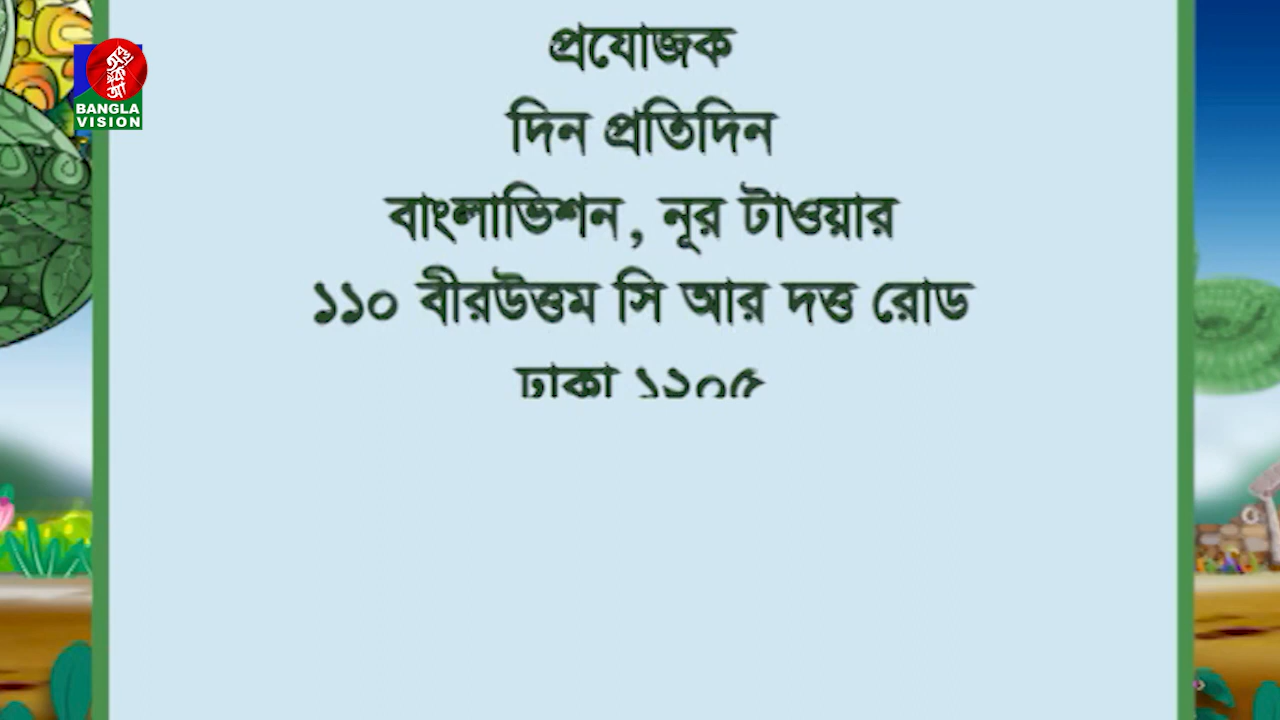 BANGLA
VISION
প্রযোজক
দিন প্রতিদিন
বাংলাভিশন, নূর টাওয়ার
১১০ বীরউত্তম সি আর দত্ত রোড
ঢাকা ১২০৫